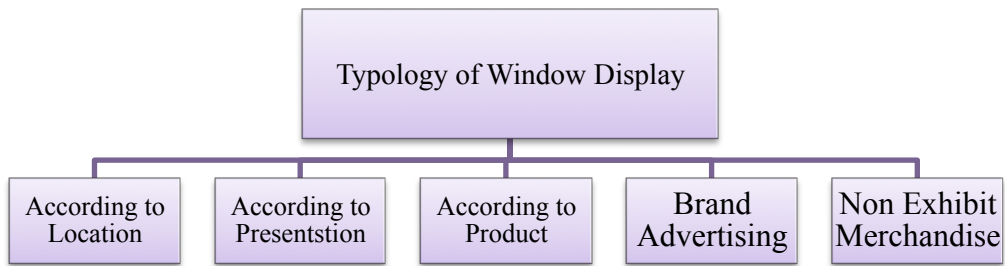 Typology of Window Display
According to
Location
According to
Presentstion
According to
Product
Brand
Advertising
Non Exhibit
Merchandise